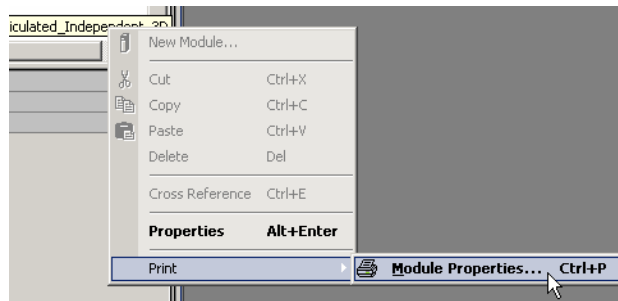 iculated_Independent_3D
New Module...
Cut Ctrl+X
Copy Ctrl+C
Paste Ctrl+V
Delete Del
Cross Reference Ctrl+E
Properties Alt+Enter
Print Module Properties... Ctrl+P